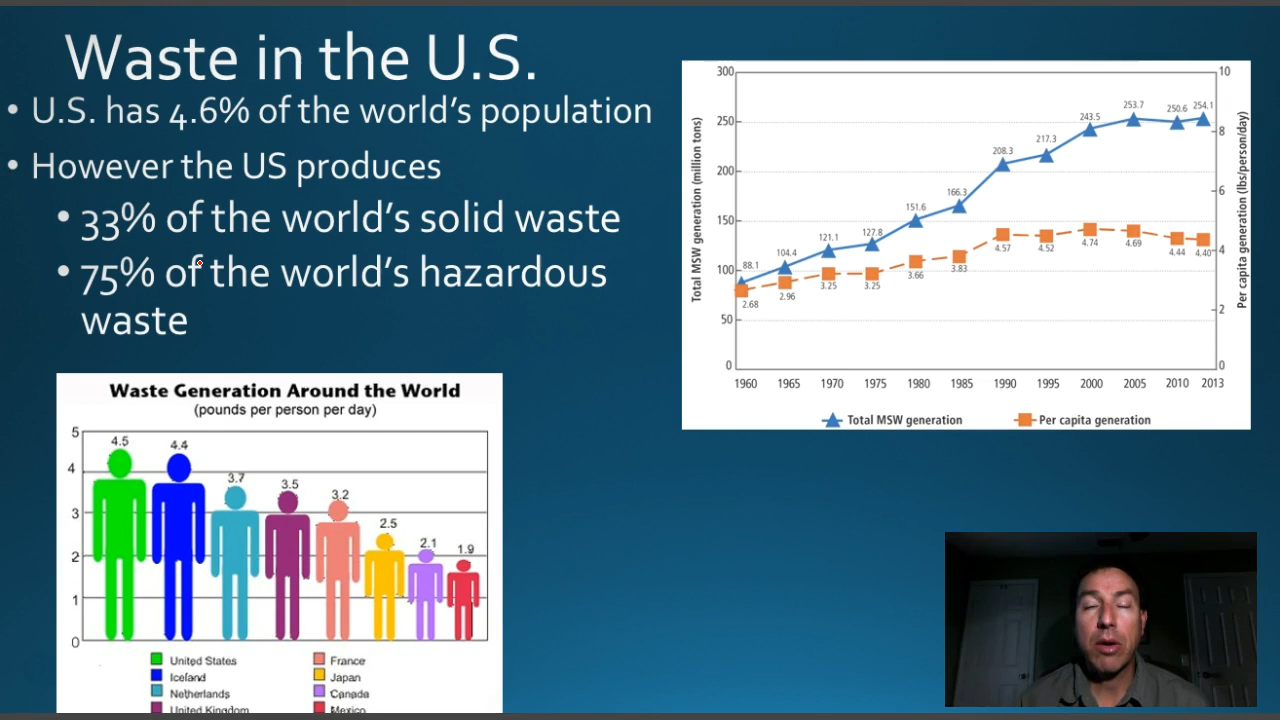 Waste in the U.S.
• U.S. has 4.6% of the world's population
• However the US produces
• 33% of the world's solid waste
• 75% of the world's hazardous
waste
Waste Generation Around the World
(pounds per person per day)
5
4
3
2
1
0
4.5
4.4
3.7
3.5
3.2
2.5
2.1
1.9
United States
Iceland
Netherlands
United Kingdom
France
Japan
Canada
Mexico
Total MSW generation (million tons)
300
250
200
150
100
50
0
88.1
104.4
121.1
127.8
151.6
166.3
208.3
217.3
243.5
253.7
250.6
254.1
2.68
2.96
3.25
3.25
3.66
3.83
4.57
4.52
4.74
4.69
4.44
4.40
10
8
6
4
2
0
Per capita generation (lbs/person/day)
1960 1965 1970 1975 1980 1985 1990 1995 2000 2005 2010 2013
Total MSW generation
Per capita generation